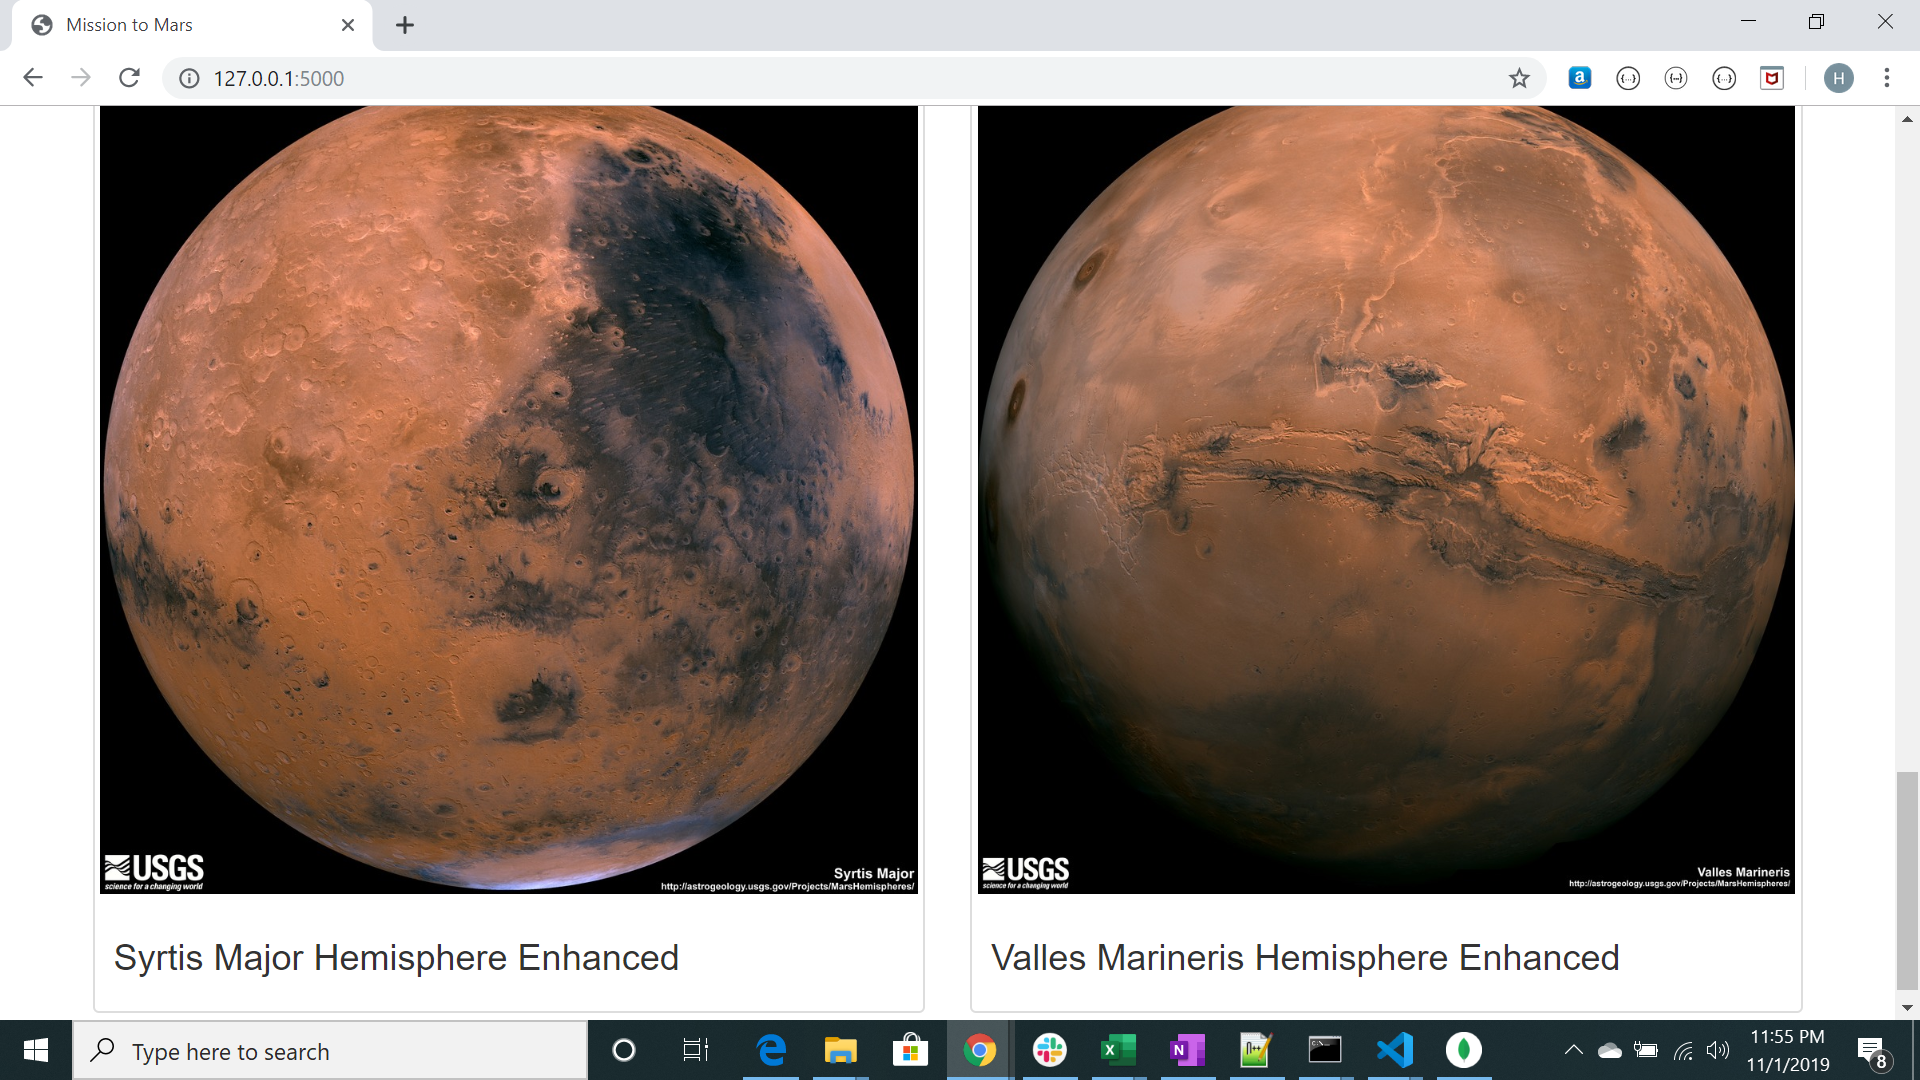 Mission to Mars
127.0.0.1:5000
H
USGS
science for a changing world
Syrtis Major
http://astrogeology.usgs.gov/Projects/MarsHemispheres/
USGS
science for a changing world
Valles Marineris
http://astrogeology.usgs.gov/Projects/MarsHemispheres/
Syrtis Major Hemisphere Enhanced
Valles Marineris Hemisphere Enhanced
Type here to search
11:55 PM
11/1/2019
8